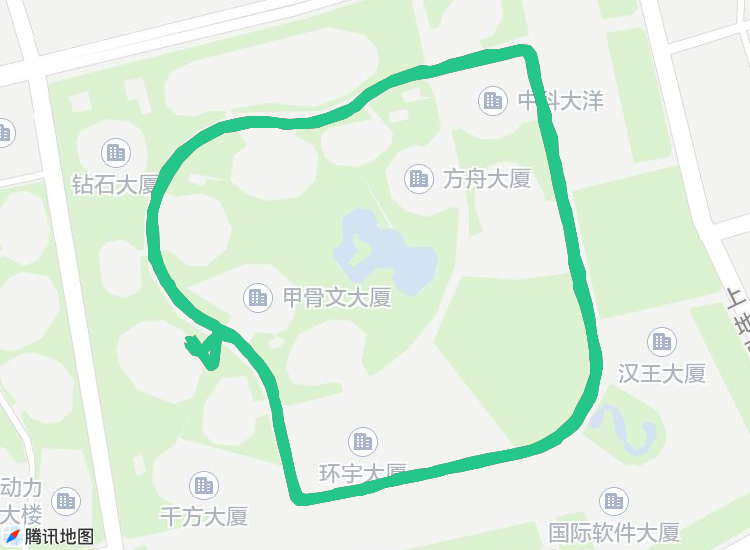 中科大洋
钻石大厦
方舟大厦
甲骨文大厦
上地
汉王大厦
环宇大厦
动力
大楼
千方大厦
国际软件大厦
腾讯地图